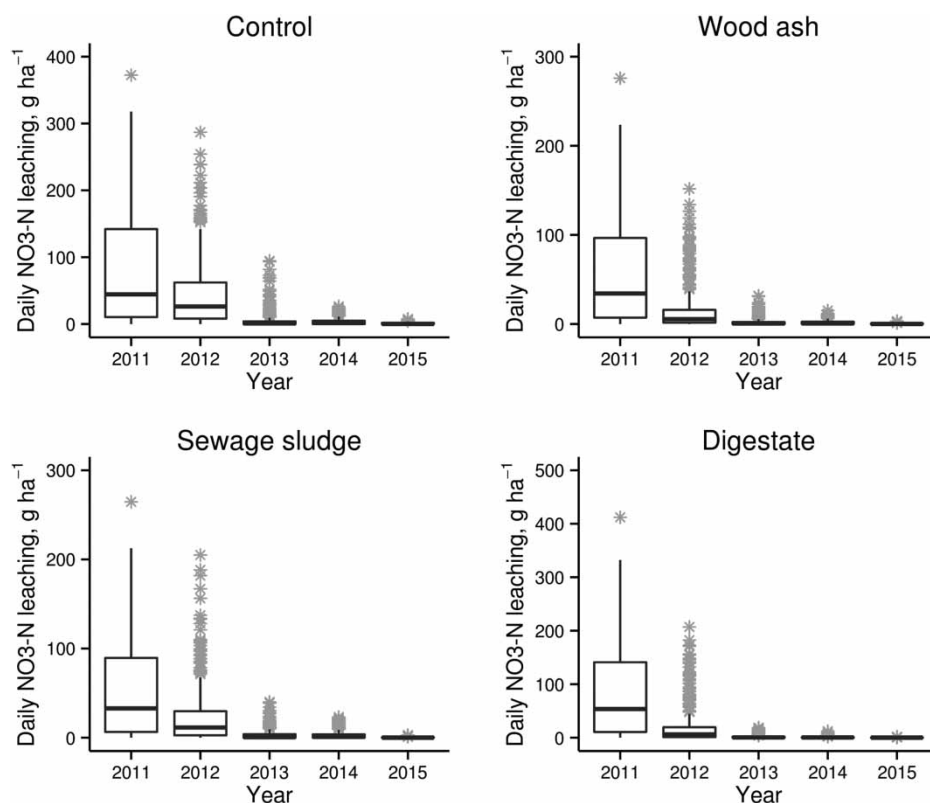 Control
Daily NO3-N leaching, g ha⁻¹
400
300
200
100
0
2011 2012 2013 2014 2015
Year
Wood ash
Daily NO3-N leaching, g ha⁻¹
300
200
100
0
2011 2012 2013 2014 2015
Year
Sewage sludge
Daily NO3-N leaching, g ha⁻¹
300
200
100
0
2011 2012 2013 2014 2015
Year
Digestate
Daily NO3-N leaching, g ha⁻¹
500
400
300
200
100
0
2011 2012 2013 2014 2015
Year